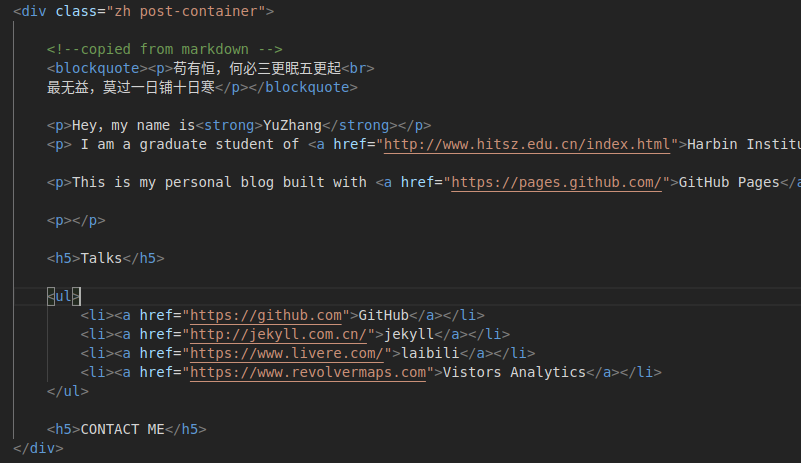 <div class="zh post-container">
<!--copied from markdown -->
<blockquote><p>苟有恒，何必三更眠五更起<br>
最无益，莫过一日铺十日寒</p></blockquote>
<p>Hey, my name is<strong>YuZhang</strong></p>
<p> I am a graduate student of <a href="http://www.hitsz.edu.cn/index.html">Harbin Institu
<p>This is my personal blog built with <a href="https://pages.github.com/">GitHub Pages</a
<p></p>
<h5>Talks</h5>
<ul>
<li><a href="https://github.com">GitHub</a></li>
<li><a href="http://jekyll.com.cn/">jekyll</a></li>
<li><a href="https://www.livere.com/">laibili</a></li>
<li><a href="https://www.revolvermaps.com">Vistors Analytics</a></li>
</ul>
<h5>CONTACT ME</h5>
</div>